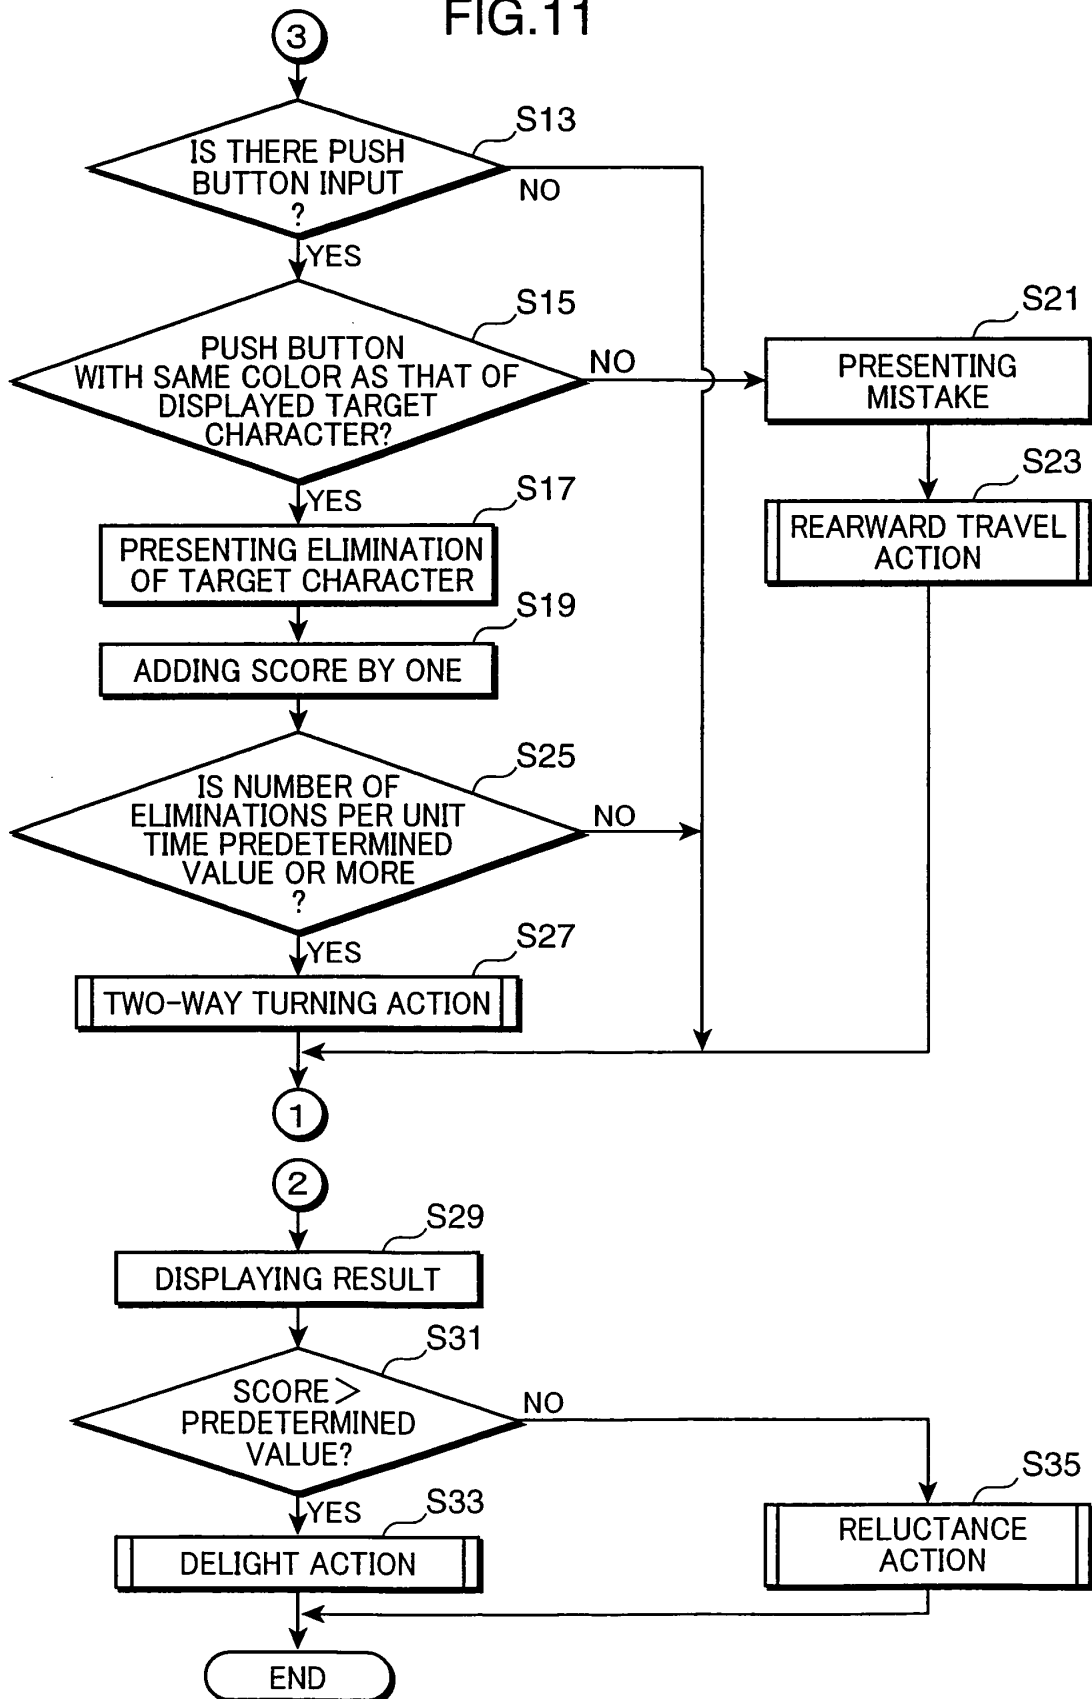 FIG.11
3
S13
IS THERE PUSH
BUTTON INPUT
?
NO
YES
S15
PUSH BUTTON
WITH SAME COLOR AS THAT OF
DISPLAYED TARGET
CHARACTER?
NO
S21
PRESENTING
MISTAKE
YES
S17
PRESENTING ELIMINATION
OF TARGET CHARACTER
S23
REARWARD TRAVEL
ACTION
S19
ADDING SCORE BY ONE
S25
IS NUMBER OF
ELIMINATIONS PER UNIT
TIME PREDETERMINED
VALUE OR MORE
?
NO
YES
S27
TWO-WAY TURNING ACTION
1
2
S29
DISPLAYING RESULT
S31
SCORE>
PREDETERMINED
VALUE?
NO
YES
S33
DELIGHT ACTION
S35
RELUCTANCE
ACTION
END